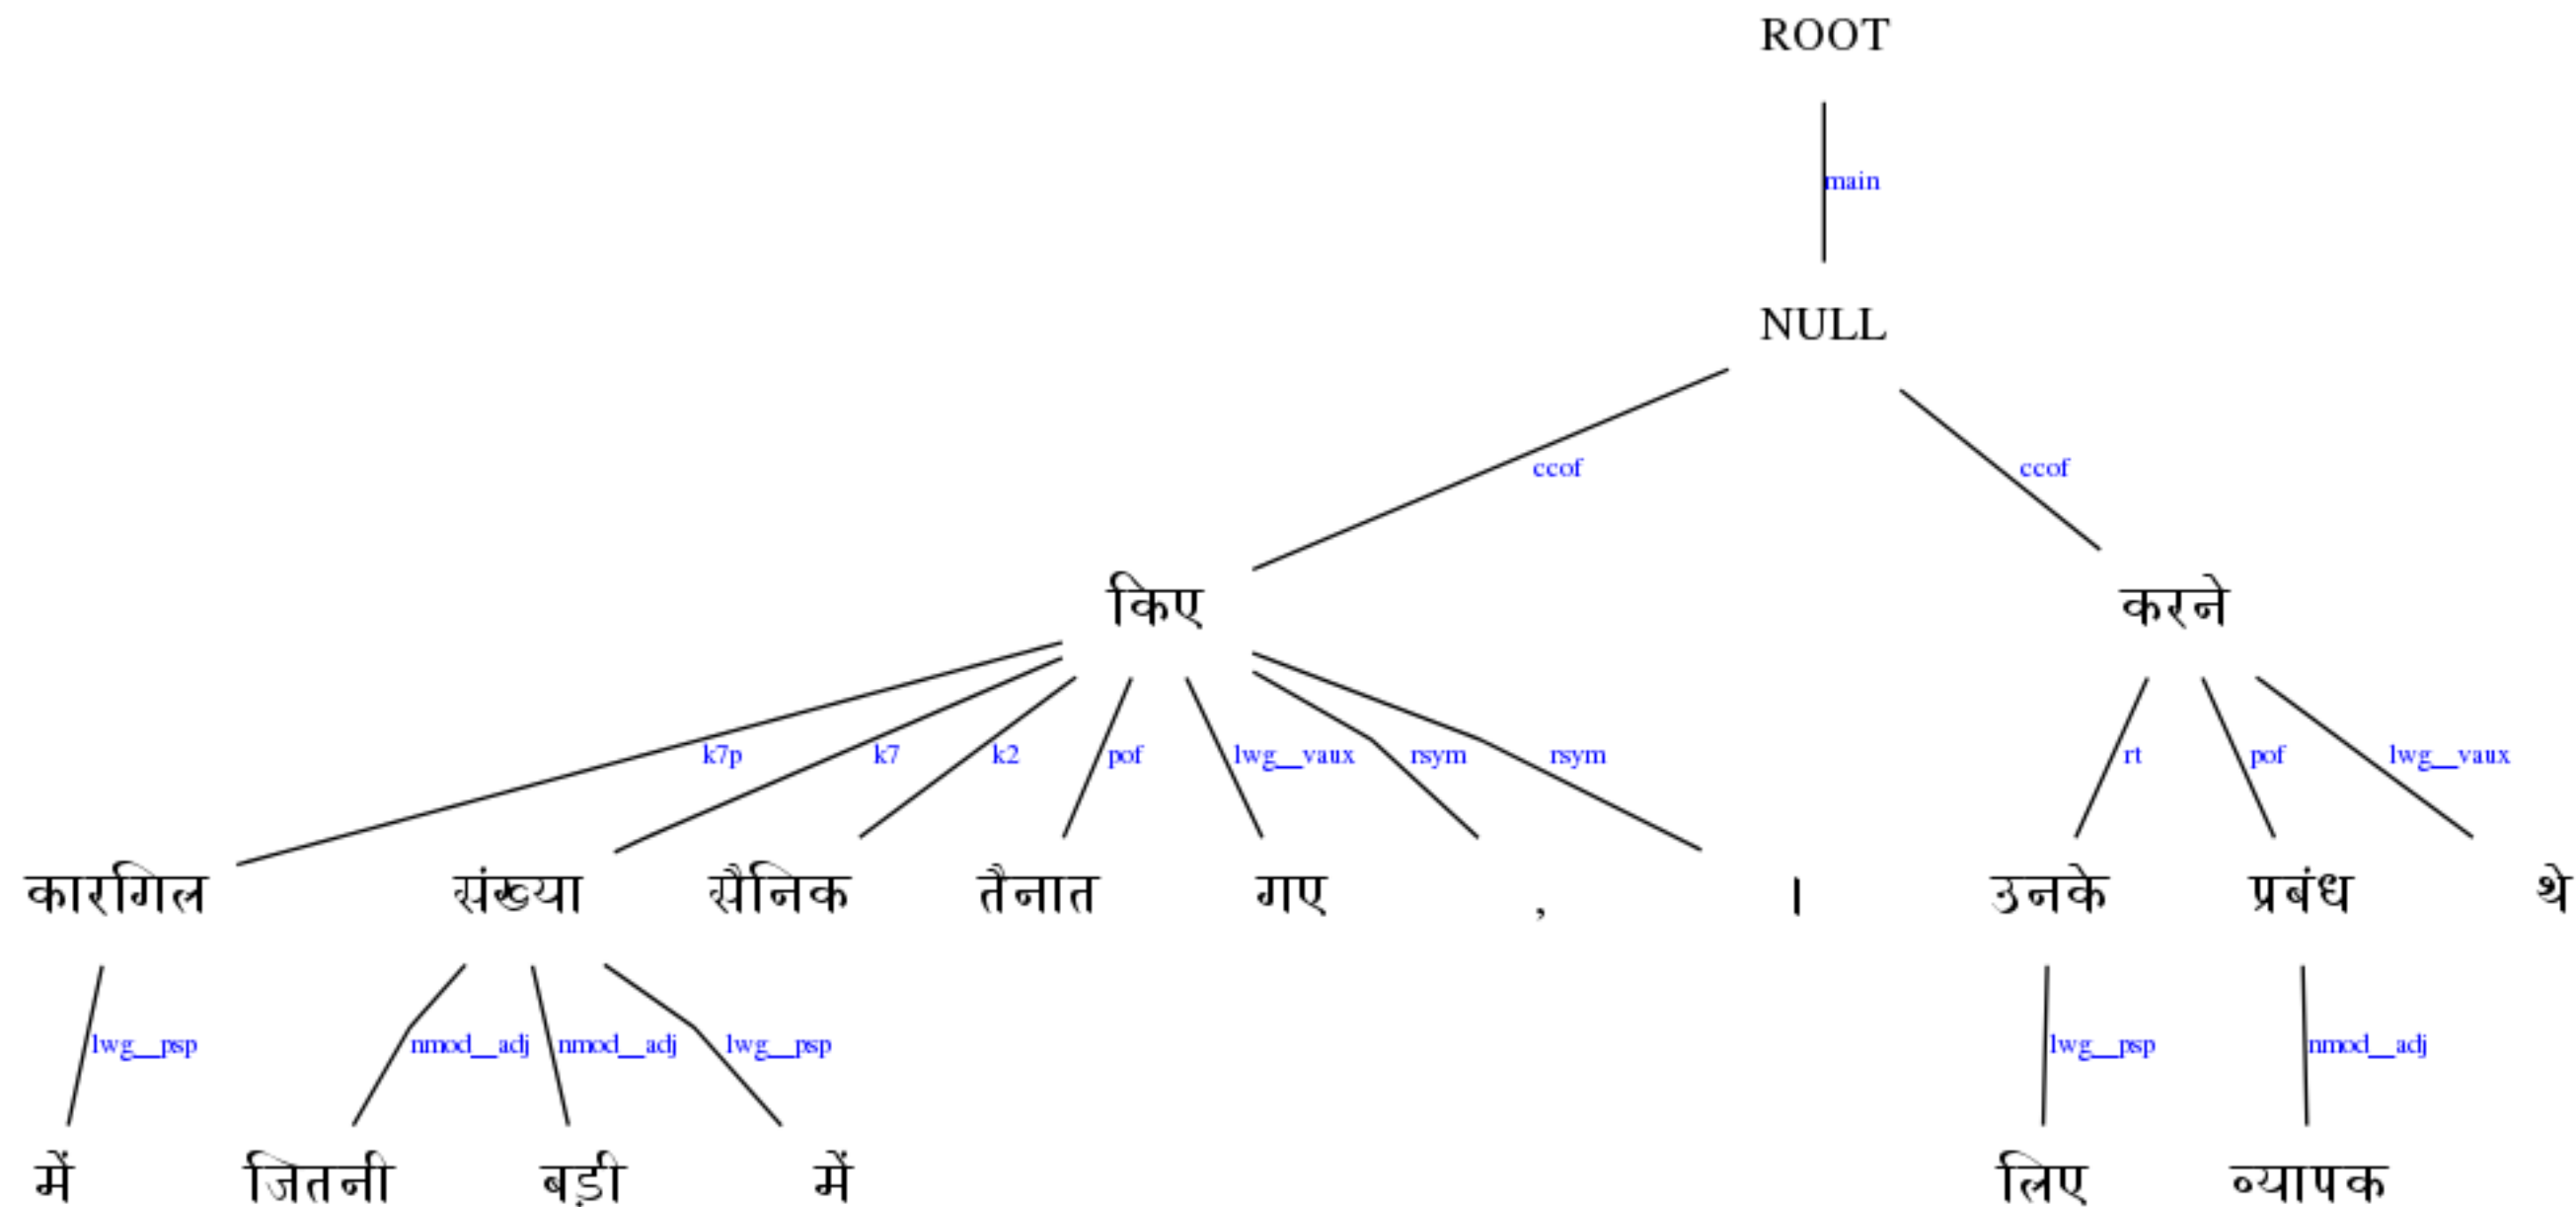 ROOT
main
NULL
ccof ccof
किए करने
k7p k7 k2 pof lwg__vaux rsym rsym rt pof lwg__vaux
कारगिल संख्या सैनिक तैनात गए , । उनके प्रबंध थे
lwg__psp nmod__adj nmod__adj lwg__psp lwg__psp nmod__adj
में जितनी बड़ी में लिए व्यापक